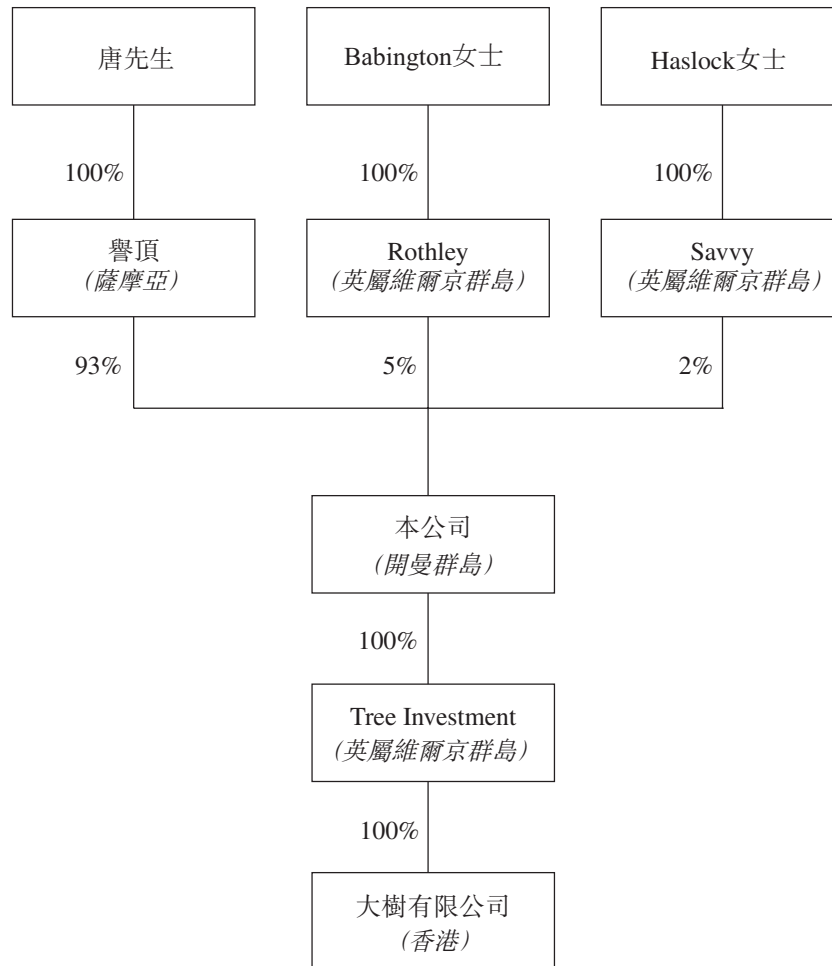 唐先生
Babington女士
Haslock女士
100%
100%
100%
譽頂
(薩摩亞)
Rothley
(英屬維爾京群島)
Savvy
(英屬維爾京群島)
93%
5%
2%
本公司
(開曼群島)
100%
Tree Investment
(英屬維爾京群島)
100%
大樹有限公司
(香港)